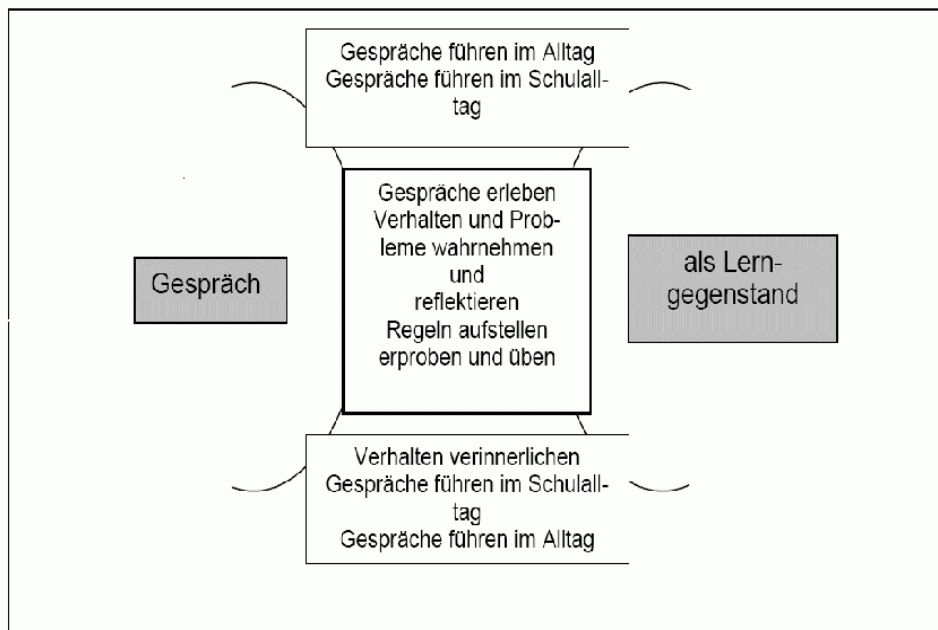 Gespräche führen im Alltag
Gespräche führen im Schulall-
tag
Gespräche erleben
Verhalten und Prob-
leme wahrnehmen
und
reflektieren
Regeln aufstellen
erproben und üben
Gespräch
als Lern-
gegenstand
Verhalten verinnerlichen
Gespräche führen im Schulall-
tag
Gespräche führen im Alltag